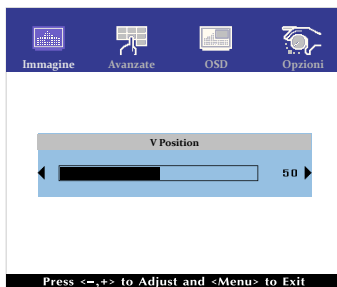 Immagine Avanzate OSD Opzioni
V Position
50
Press <–,+> to Adjust and <Menu> to Exit